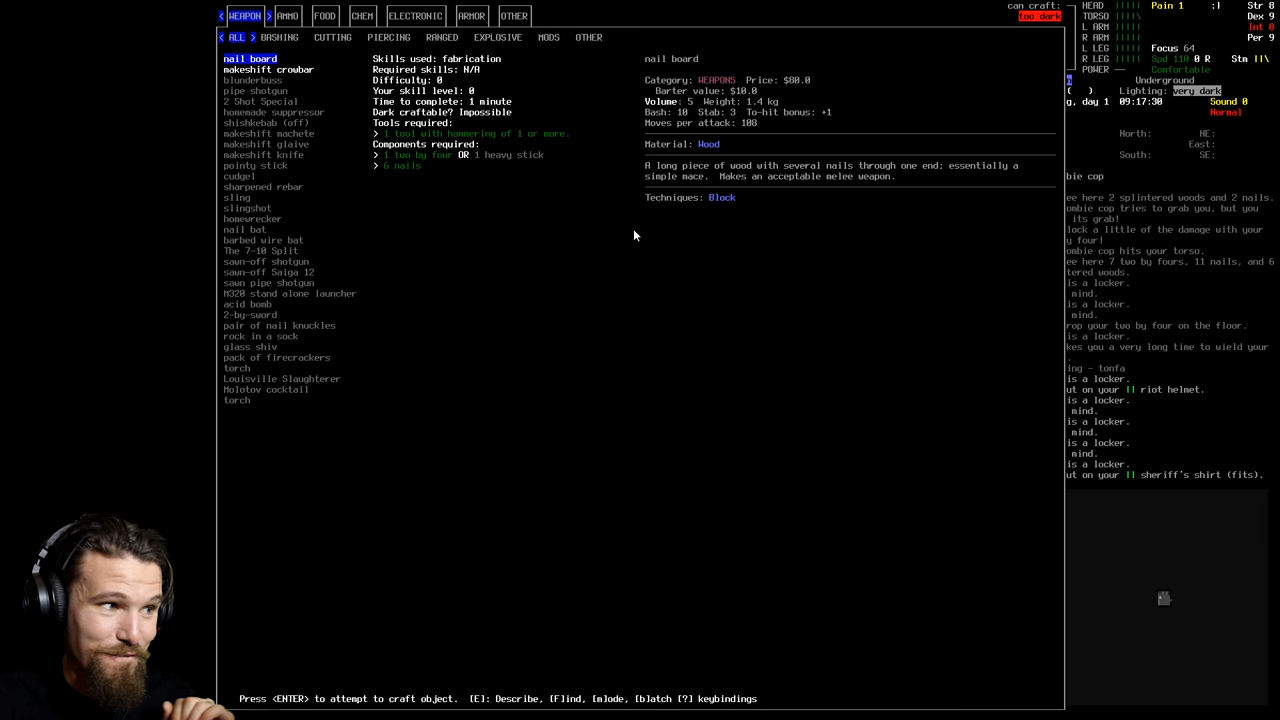 < WEAPON > AMMO FOOD CHEM ELECTRONIC ARMOR OTHER
can craft:
too dark
< ALL > BASHING CUTTING PIERCING RANGED EXPLOSIVE MODS OTHER
nail board
makeshift crowbar
blunderbuss
pipe shotgun
2 Shot Special
homemade suppressor
shishkebab (off)
makeshift machete
makeshift glaive
makeshift knife
pointy stick
cudgel
sharpened rebar
sling
slingshot
homewrecker
nail bat
barbed wire bat
The 7-10 Split
sawn-off shotgun
sawn-off Saiga 12
sawn pipe shotgun
M320 stand alone launcher
acid bomb
2-by-sword
pair of nail knuckles
rock in a sock
glass shiv
pack of firecrackers
torch
Louisville Slaughterer
Molotov cocktail
torch
Skills used: fabrication
Required skills: N/A
Difficulty: 0
Your skill level: 0
Time to complete: 1 minute
Dark craftable? Impossible
Tools required:
> 1 tool with hammering of 1 or more.
Components required:
> 1 two by four OR 1 heavy stick
> 6 nails
nail board
Category: WEAPONS Price: $80.0
Barter value: $10.0
Volume: 5 Weight: 1.4 kg
Bash: 10 Stab: 3 To-hit bonus: +1
Moves per attack: 108
Material: Wood
A long piece of wood with several nails through one end; essentially a
simple mace. Makes an acceptable melee weapon.
Techniques: Block
Press <ENTER> to attempt to craft object. [E]: Describe, [F]ind, [m]ode, [b]atch [?] keybindings
HEAD ||||| Pain 1 :| Str 8
TORSO ||||\ Dex 9
L ARM ||||| Int 8
R ARM ||||| Per 9
L LEG ||||| Focus 64
R LEG ||||| Spd 110 0 R Stm ||\
POWER — Comfortable
Underground
( ) Lighting: very dark
g, day 1 09:17:30 Sound 0
Normal
North: NE:
East:
South: SE:
bie cop
ee here 2 splintered woods and 2 nails.
ombie cop tries to grab you, but you
its grab!
lock a little of the damage with your
y four!
ombie cop hits your torso.
ee here 7 two by fours, 11 nails, and 6
tered woods.
is a locker.
mind.
is a locker.
mind.
rop your two by four on the floor.
is a locker.
kes you a very long time to wield your
.
ing - tonfa
is a locker.
ut on your || riot helmet.
is a locker.
mind.
is a locker.
mind.
is a locker.
mind.
is a locker.
ut on your || sheriff's shirt (fits).